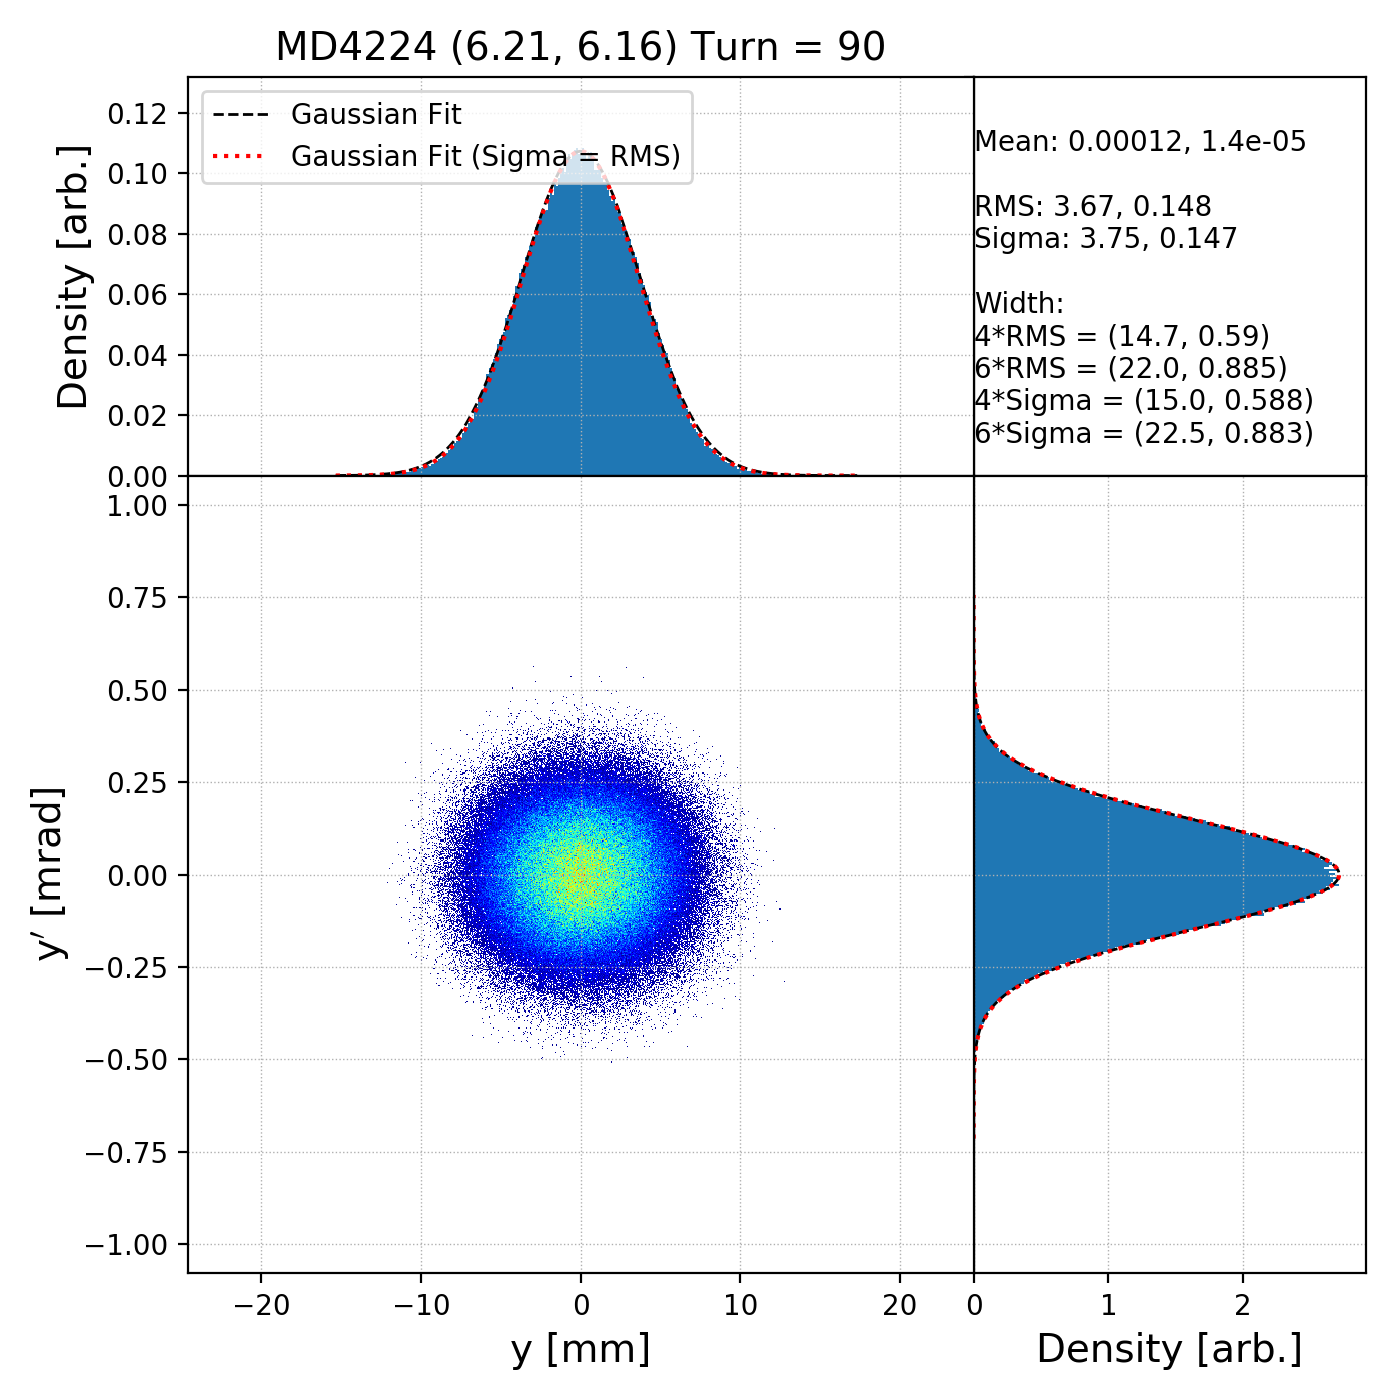 MD4224 (6.21, 6.16) Turn = 90
Gaussian Fit
Gaussian Fit (Sigma = RMS)
Density [arb.]
0.12
0.10
0.08
0.06
0.04
0.02
0.00
Mean: 0.00012, 1.4e-05
RMS: 3.67, 0.148
Sigma: 3.75, 0.147
Width:
4*RMS = (14.7, 0.59)
6*RMS = (22.0, 0.885)
4*Sigma = (15.0, 0.588)
6*Sigma = (22.5, 0.883)
y′ [mrad]
1.00
0.75
0.50
0.25
0.00
−0.25
−0.50
−0.75
−1.00
−20 −10 0 10 20
y [mm]
0 1 2
Density [arb.]